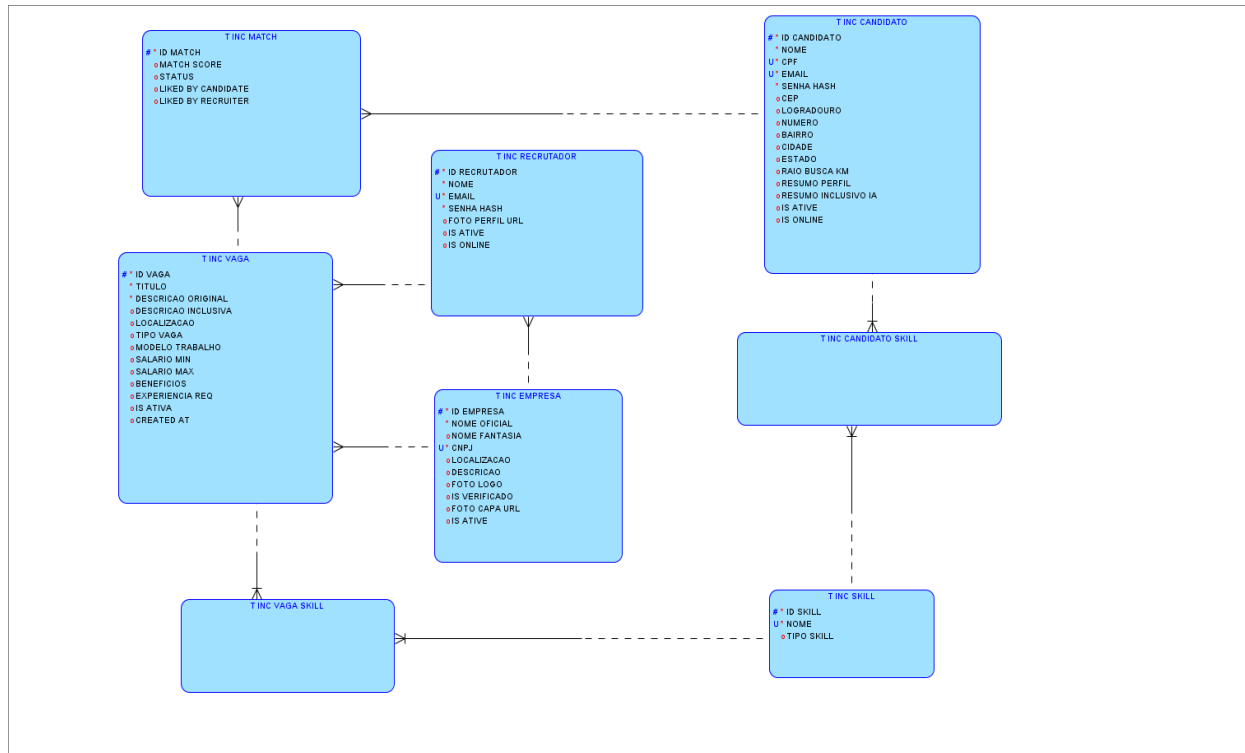 T INC MATCH
# * ID MATCH
o MATCH SCORE
o STATUS
o LIKED BY CANDIDATE
o LIKED BY RECRUITER
T INC CANDIDATO
# * ID CANDIDATO
* NOME
U * CPF
U * EMAIL
* SENHA HASH
o CEP
o LOGRADOURO
o NUMERO
o BAIRRO
o CIDADE
o ESTADO
o RAIO BUSCA KM
o RESUMO PERFIL
o RESUMO INCLUSIVO IA
o IS ATIVE
o IS ONLINE
T INC RECRUTADOR
# * ID RECRUTADOR
* NOME
U * EMAIL
* SENHA HASH
o FOTO PERFIL URL
o IS ATIVE
o IS ONLINE
T INC VAGA
# * ID VAGA
* TITULO
* DESCRICAO ORIGINAL
o DESCRICAO INCLUSIVA
o LOCALIZACAO
o TIPO VAGA
o MODELO TRABALHO
o SALARIO MIN
o SALARIO MAX
o BENEFICIOS
o EXPERIENCIA REQ
o IS ATIVA
o CREATED AT
T INC CANDIDATO SKILL
T INC EMPRESA
# * ID EMPRESA
* NOME OFICIAL
o NOME FANTASIA
U * CNPJ
o LOCALIZACAO
o DESCRICAO
o FOTO LOGO
o IS VERIFICADO
o FOTO CAPA URL
o IS ATIVE
T INC VAGA SKILL
T INC SKILL
# * ID SKILL
U * NOME
o TIPO SKILL